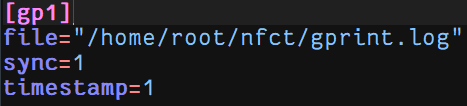 [gp1]
file="/home/root/nfct/gprint.log"
sync=1
timestamp=1